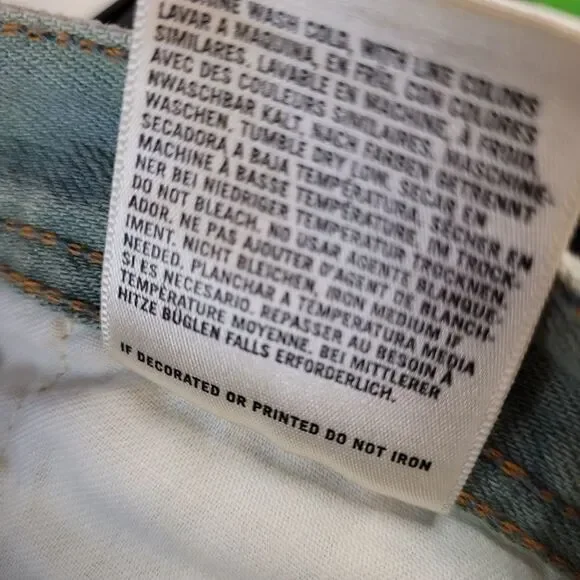 WASH COLD, WITH LIKE COLORS
LAVAR A MAQUINA, EN FRIO, CON COLORES
SIMILARES. LAVABLE EN MACHINE, À FROID,
AVEC DES COULEURS SIMILAIRES. MASCHINE-
NWASCHBAR KALT, NACH FARBEN GETRENNT
WASCHEN. TUMBLE DRY LOW. SECAR EN
SECADORA À BAJA TEMPERATURA. SÉCHER EN
MACHINE À BASSE TEMPÉRATURE. IM TROCK-
NER BEI NIEDRIGER TEMPERATUR TROCKNEN.
DO NOT BLEACH. NO USAR AGENTE BLANQUE-
ADOR. NE PAS AJOUTER D'AGENT DE BLANCH-
IMENT. NICHT BLEICHEN. IRON MEDIUM IF
NEEDED. PLANCHAR A TEMPERATURA MEDIA
SI ES NECESARIO. REPASSER AU BESOIN À
TEMPÉRATURE MOYENNE. BEI MITTLERER
HITZE BÜGLEN FALLS ERFORDERLICH.
IF DECORATED OR PRINTED DO NOT IRON